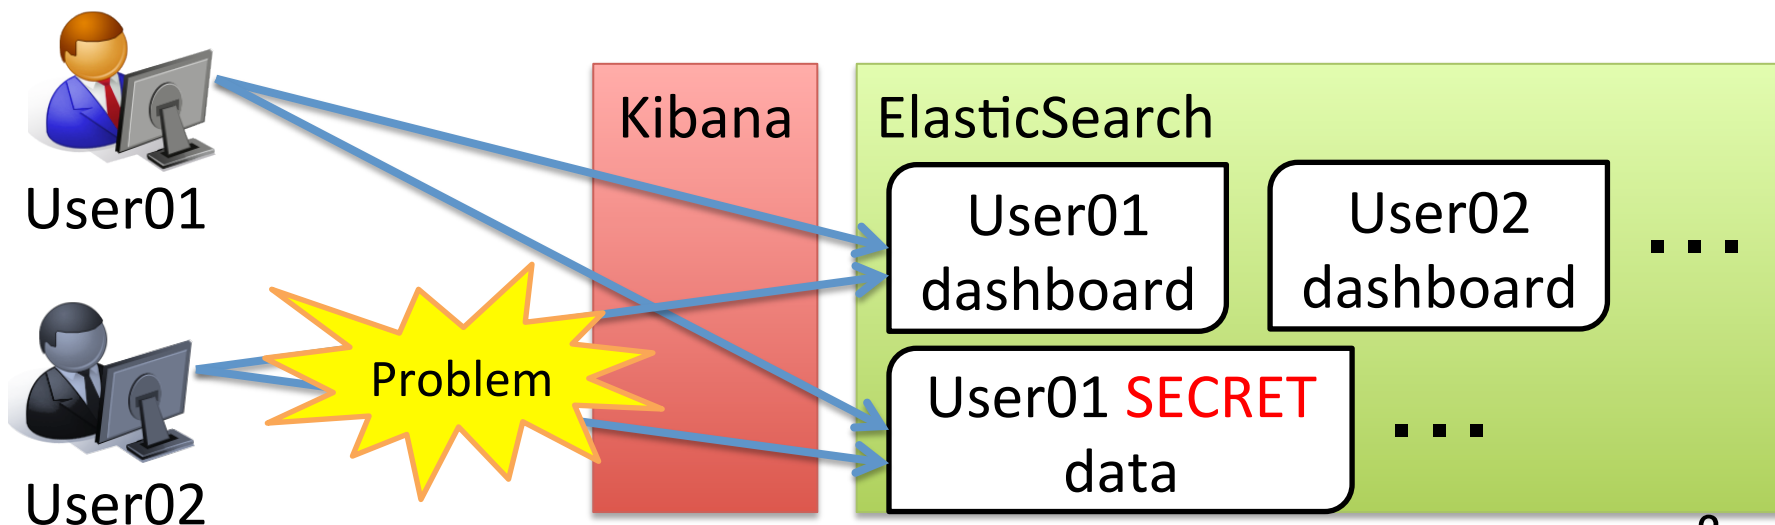 Kibana
ElasticSearch
User01
User01
dashboard
User02
dashboard
...
Problem
User01 SECRET
data
...
User02